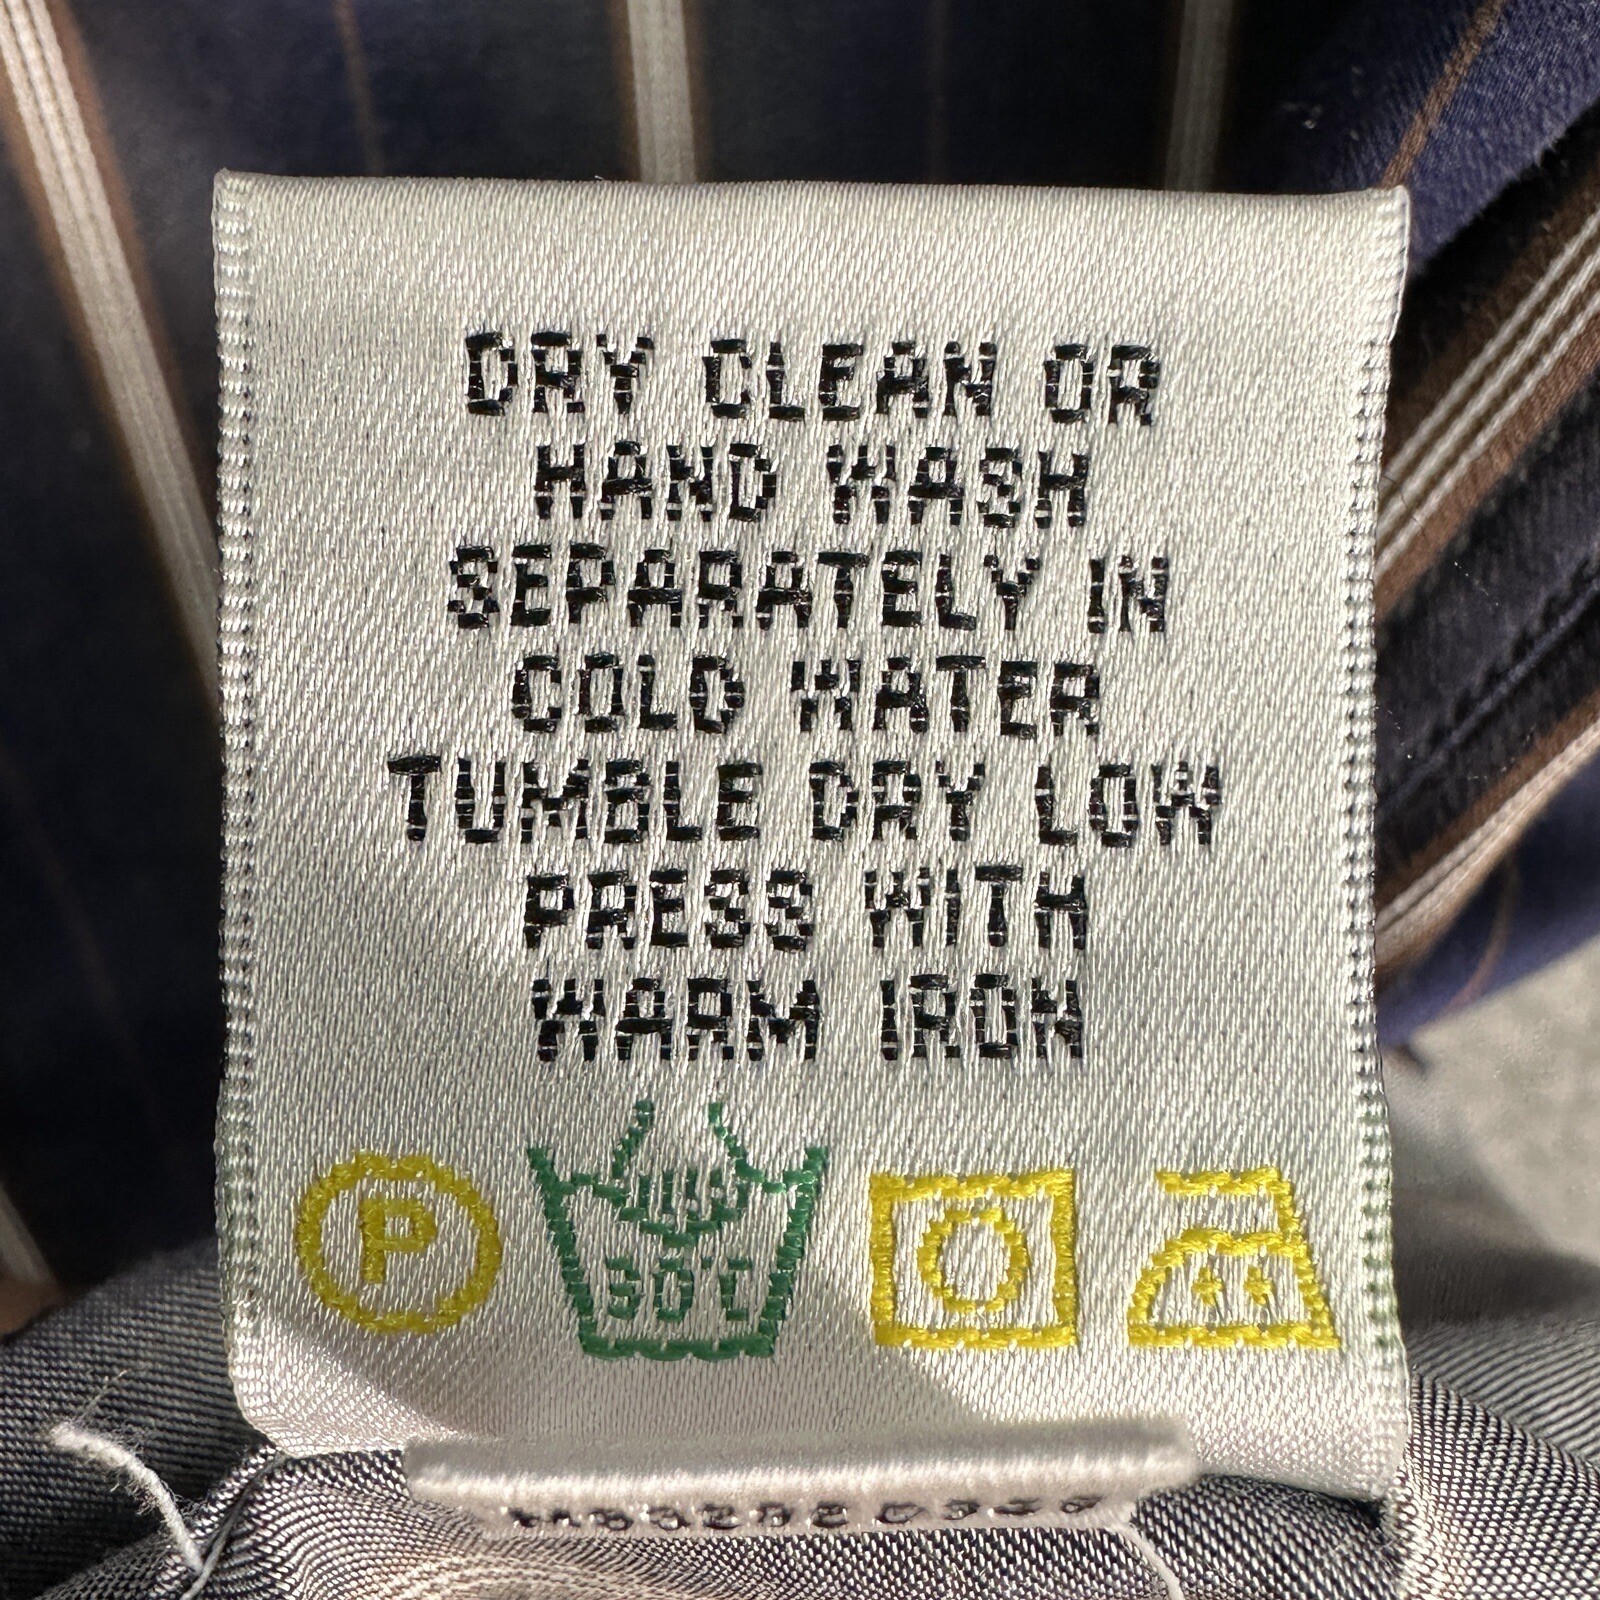 DRY CLEAN OR
HAND WASH
SEPARATELY IN
COLD WATER
TUMBLE DRY LOW
PRESS WITH
WARM IRON
P 30°C